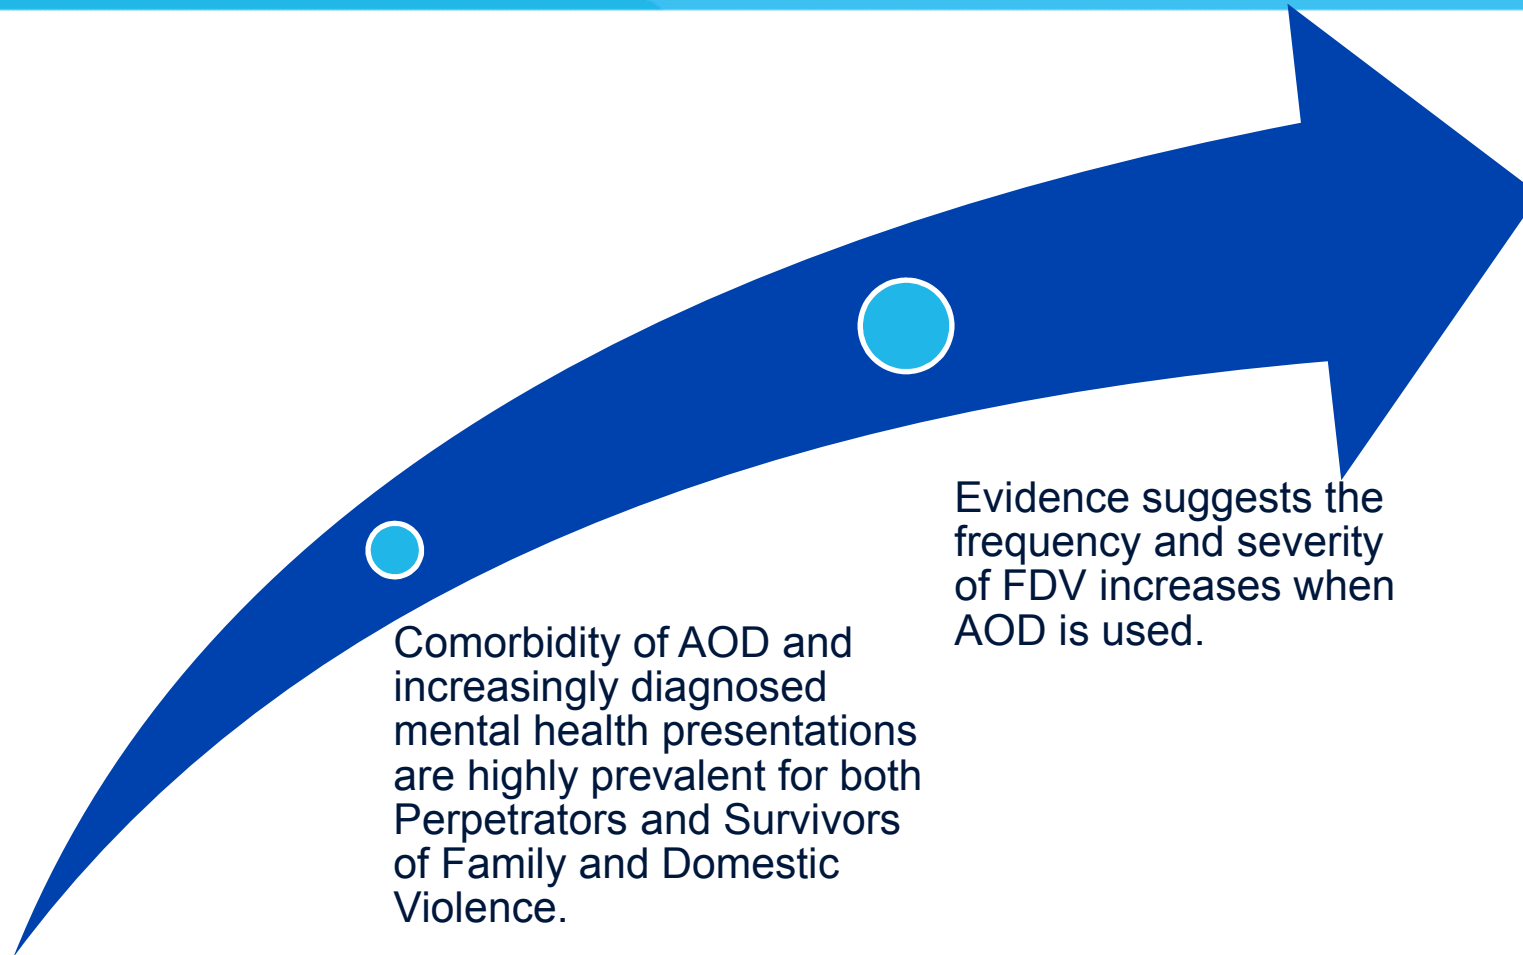 Comorbidity of AOD and
increasingly diagnosed
mental health presentations
are highly prevalent for both
Perpetrators and Survivors
of Family and Domestic
Violence.
Evidence suggests the
frequency and severity
of FDV increases when
AOD is used.